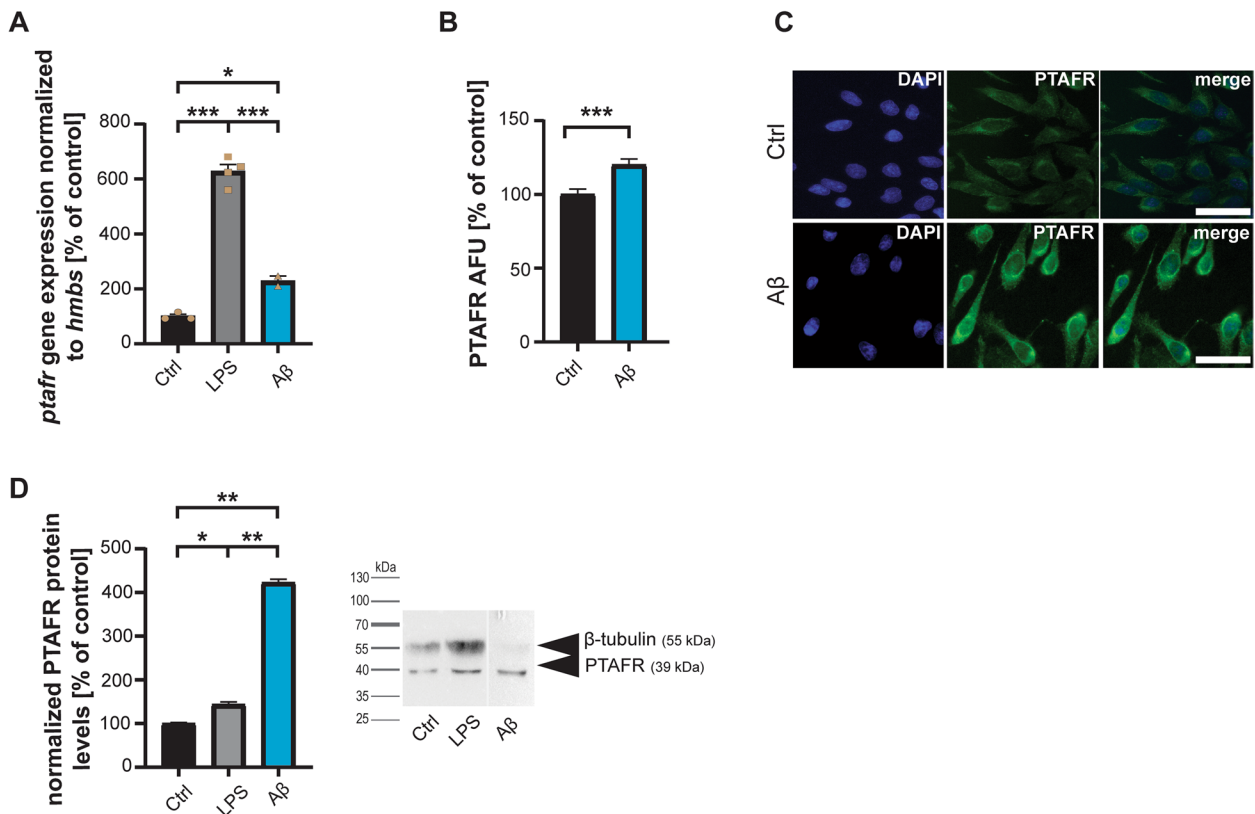 A
ptafr gene expression normalized
to hmbs [% of control]
*
*** ***
800
600
400
200
0
Ctrl
LPS
Aβ
B
PTAFR AFU [% of control]
***
150
100
50
0
Ctrl
Aβ
C
Ctrl
DAPI
PTAFR
merge
Aβ
DAPI
PTAFR
merge
D
normalized PTAFR protein
levels [% of control]
**
* **
500
400
300
200
100
0
Ctrl
LPS
Aβ
kDa
130
100
70
55
40
35
25
β-tubulin (55 kDa)
PTAFR (39 kDa)
Ctrl
LPS
Aβ